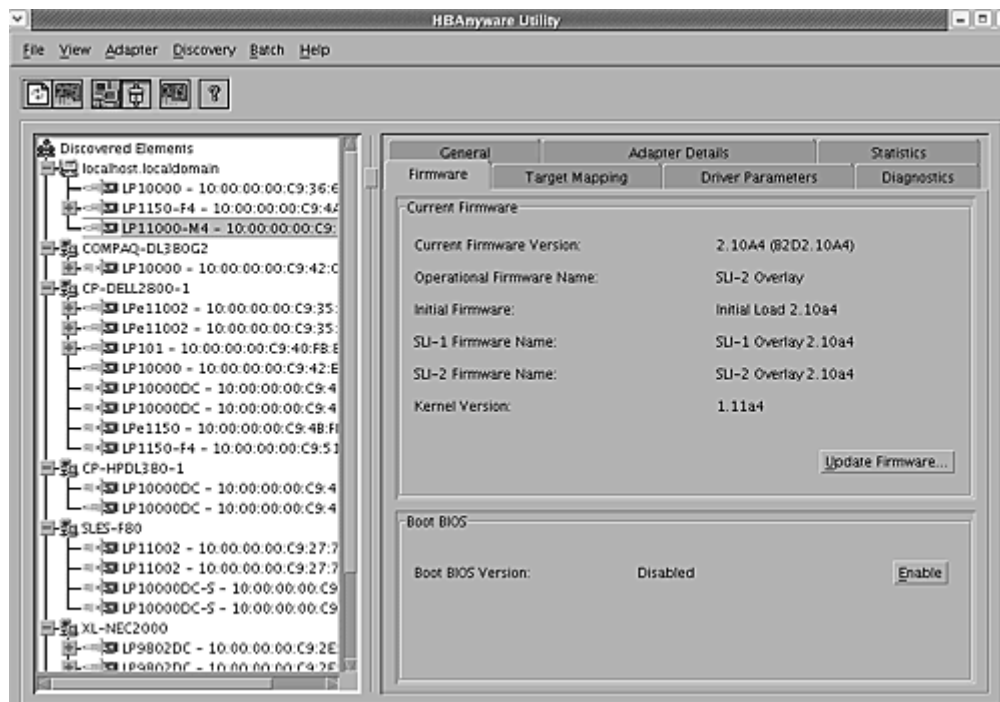 HBAnyware Utility
File View Adapter Discovery Batch Help
Discovered Elements
localhost.localdomain
LP10000 - 10:00:00:00:C9:36:6
LP1150-F4 - 10:00:00:00:C9:4A
LP11000-M4 - 10:00:00:00:C9:
COMPAQ-DL380G2
LP10000 - 10:00:00:00:C9:42:C
CP-DELL2800-1
LPe11002 - 10:00:00:00:C9:35:
LPe11002 - 10:00:00:00:C9:35:
LP101 - 10:00:00:00:C9:40:FB:E
LP10000 - 10:00:00:00:C9:42:E
LP10000DC - 10:00:00:00:C9:4
LP10000DC - 10:00:00:00:C9:4
LPe1150 - 10:00:00:00:C9:4B:F
LP1150-F4 - 10:00:00:00:C9:51
CP-HPDL380-1
LP10000DC - 10:00:00:00:C9:4
LP10000DC - 10:00:00:00:C9:4
SLES-F80
LP11002 - 10:00:00:00:C9:27:7
LP11002 - 10:00:00:00:C9:27:7
LP10000DC-S - 10:00:00:00:C9
LP10000DC-S - 10:00:00:00:C9
XL-NEC2000
LP9802DC - 10:00:00:00:C9:2E
LP9802DC - 10:00:00:00:C9:2E
General Adapter Details Statistics
Firmware Target Mapping Driver Parameters Diagnostics
Current Firmware
Current Firmware Version: 2.10A4 (B2D2.10A4)
Operational Firmware Name: SLI-2 Overlay
Initial Firmware: Initial Load 2.10a4
SLI-1 Firmware Name: SLI-1 Overlay 2.10a4
SLI-2 Firmware Name: SLI-2 Overlay 2.10a4
Kernel Version: 1.11a4
Update Firmware...
Boot BIOS
Boot BIOS Version: Disabled Enable